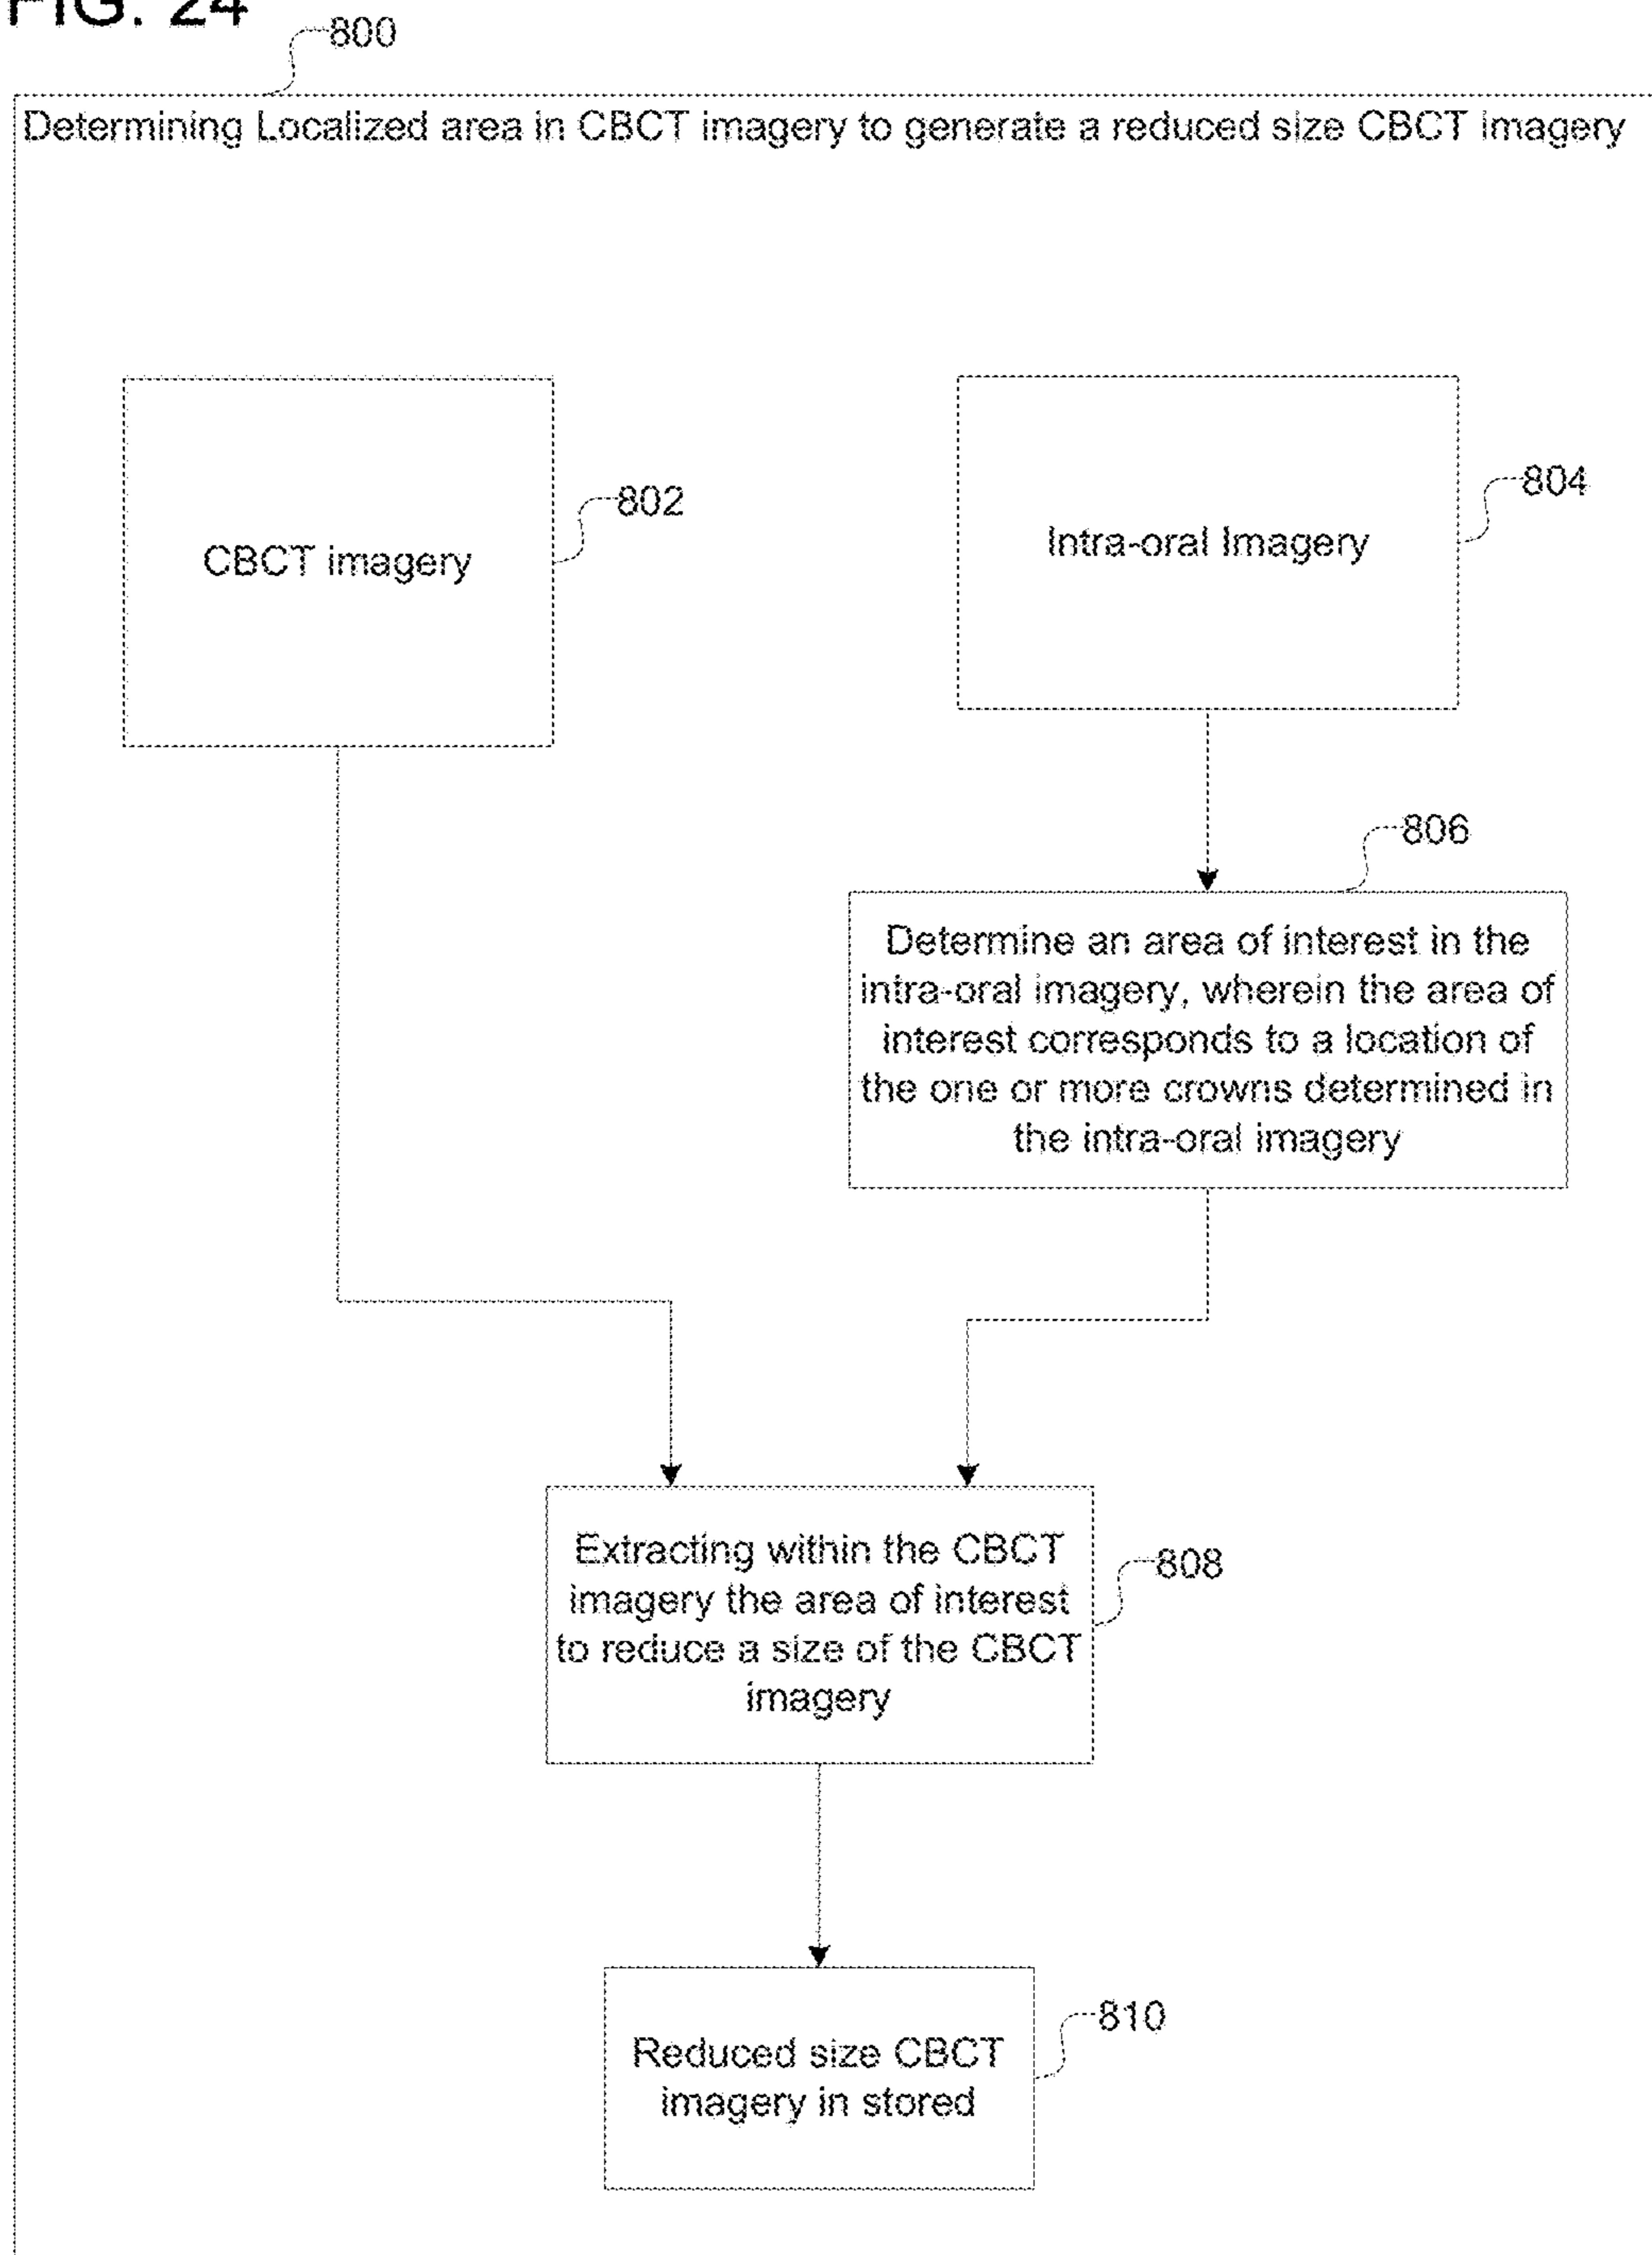 FIG. 24
800
Determining Localized area in CBCT imagery to generate a reduced size CBCT imagery
CBCT imagery
802
Intra-oral Imagery
804
806
Determine an area of interest in the
intra-oral imagery, wherein the area of
interest corresponds to a location of
the one or more crowns determined in
the intra-oral imagery
Extracting within the CBCT
imagery the area of interest
to reduce a size of the CBCT
imagery
808
Reduced size CBCT
imagery in stored
810